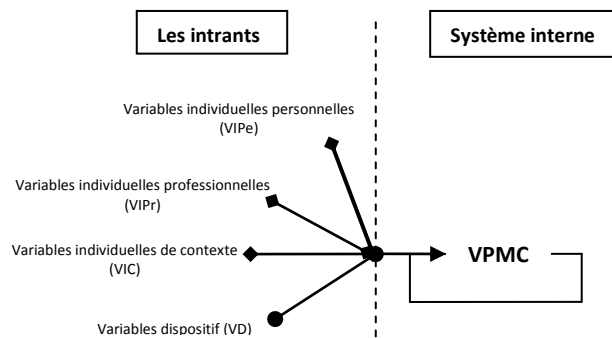 Les intrants
Système interne
Variables individuelles personnelles
(VIPe)
Variables individuelles professionnelles
(VIPr)
Variables individuelles de contexte
(VIC)
VPMC
Variables dispositif (VD)